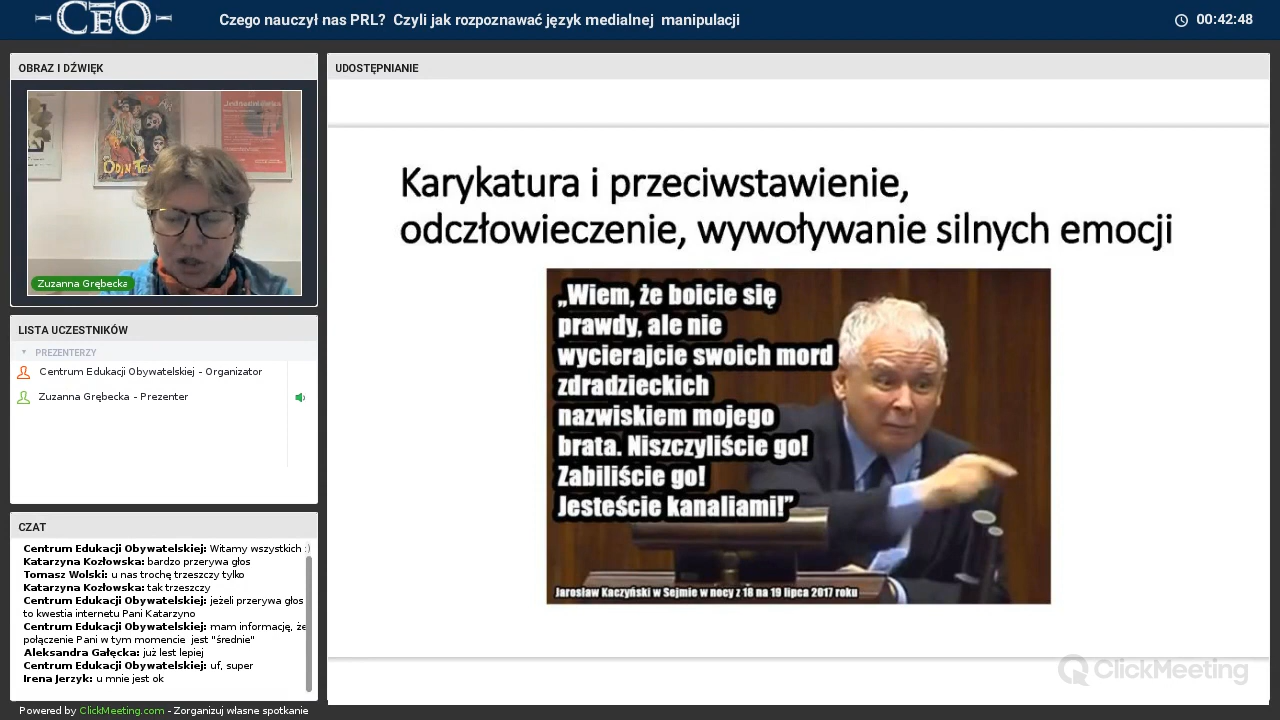 CEO
Czego nauczył nas PRL? Czyli jak rozpoznawać język medialnej manipulacji
00:42:48
OBRAZ I DŹWIĘK
Zuzanna Grębecka
LISTA UCZESTNIKÓW
PREZENTERZY
Centrum Edukacji Obywatelskiej - Organizator
Zuzanna Grębecka - Prezenter
CZAT
Centrum Edukacji Obywatelskiej: Witamy wszystkich :)
Katarzyna Kozłowska: bardzo przerywa głos
Tomasz Wolski: u nas trochę trzeszczy tylko
Katarzyna Kozłowska: tak trzeszczy
Centrum Edukacji Obywatelskiej: jeżeli przerywa głos
to kwestia internetu Pani Katarzyno
Centrum Edukacji Obywatelskiej: mam informację, że
połączenie Pani w tym momencie jest "średnie"
Aleksandra Gałęcka: już lest lepiej
Centrum Edukacji Obywatelskiej: uf, super
Irena Jerzyk: u mnie jest ok
Powered by ClickMeeting.com - Zorganizuj własne spotkanie
UDOSTĘPNIANIE
Karykatura i przeciwstawienie,
odczłowieczenie, wywoływanie silnych emocji
„Wiem, że boicie się
prawdy, ale nie
wycierajcie swoich mord
zdradzieckich
nazwiskiem mojego
brata. Niszczyliście go!
Zabiliście go!
Jesteście kanaliami!”
Jarosław Kaczyński w Sejmie w nocy z 18 na 19 lipca 2017 roku
ClickMeeting